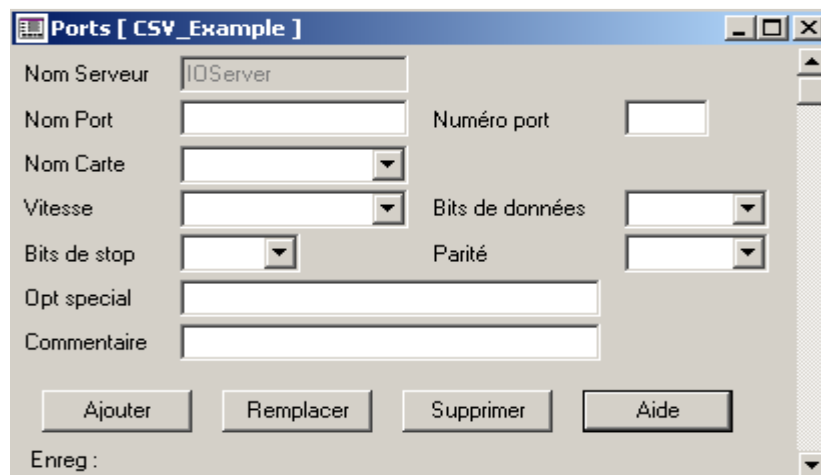 Ports [ CSV_Example ]
Nom Serveur IOServer
Nom Port Numéro port
Nom Carte
Vitesse Bits de données
Bits de stop Parité
Opt special
Commentaire
Ajouter Remplacer Supprimer Aide
Enreg :